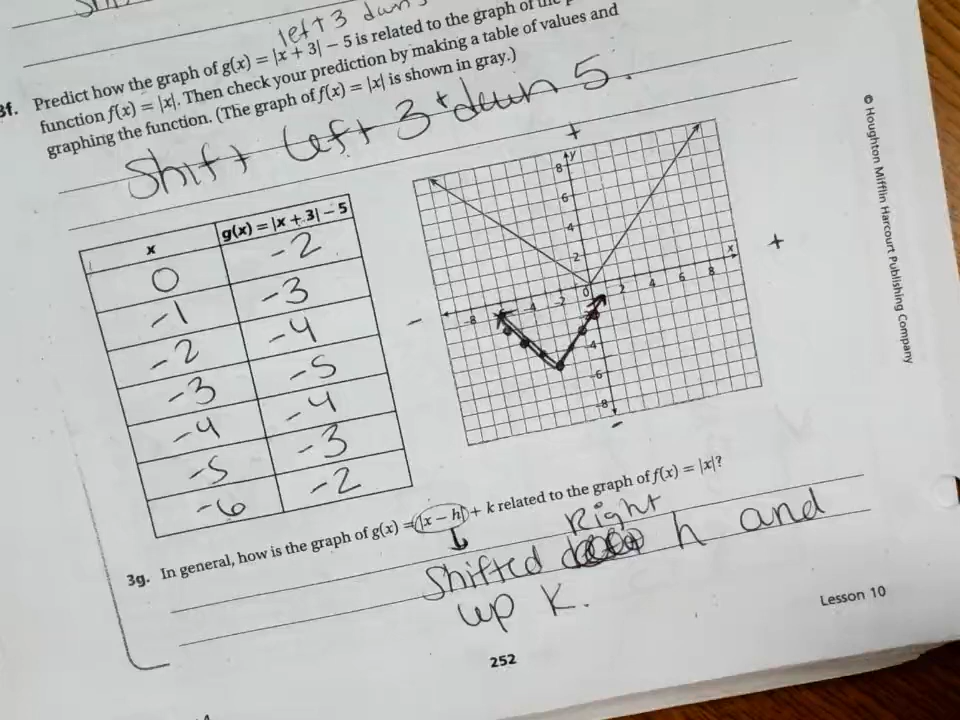 left 3 down 5
3f. Predict how the graph of g(x) = |x + 3| − 5 is related to the graph of the
function f(x) = |x|. Then check your prediction by making a table of values and
graphing the function. (The graph of f(x) = |x| is shown in gray.)
Shift left 3 + down 5.
x g(x) = |x + 3| − 5
0 -2
-1 -3
-2 -4
-3 -5
-4 -4
-5 -3
-6 -2
+
y
8
6
4
2
x
-8 -4 -2 0 2 4 6 8
-4
-6
-8
+
-
-
3g. In general, how is the graph of g(x) = |x − h| + k related to the graph of f(x) = |x|?
Right
Shifted h and
up K.
Lesson 10
252
© Houghton Mifflin Harcourt Publishing Company